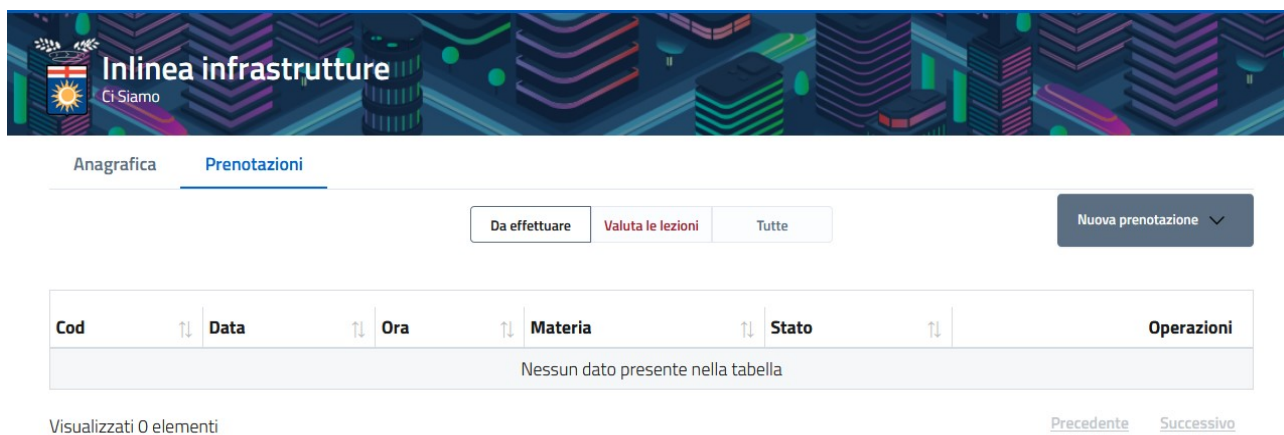 Inlinea infrastrutture
Ci Siamo
Anagrafica Prenotazioni
Da effettuare Valuta le lezioni Tutte Nuova prenotazione
Cod Data Ora Materia Stato Operazioni
Nessun dato presente nella tabella
Visualizzati 0 elementi Precedente Successivo